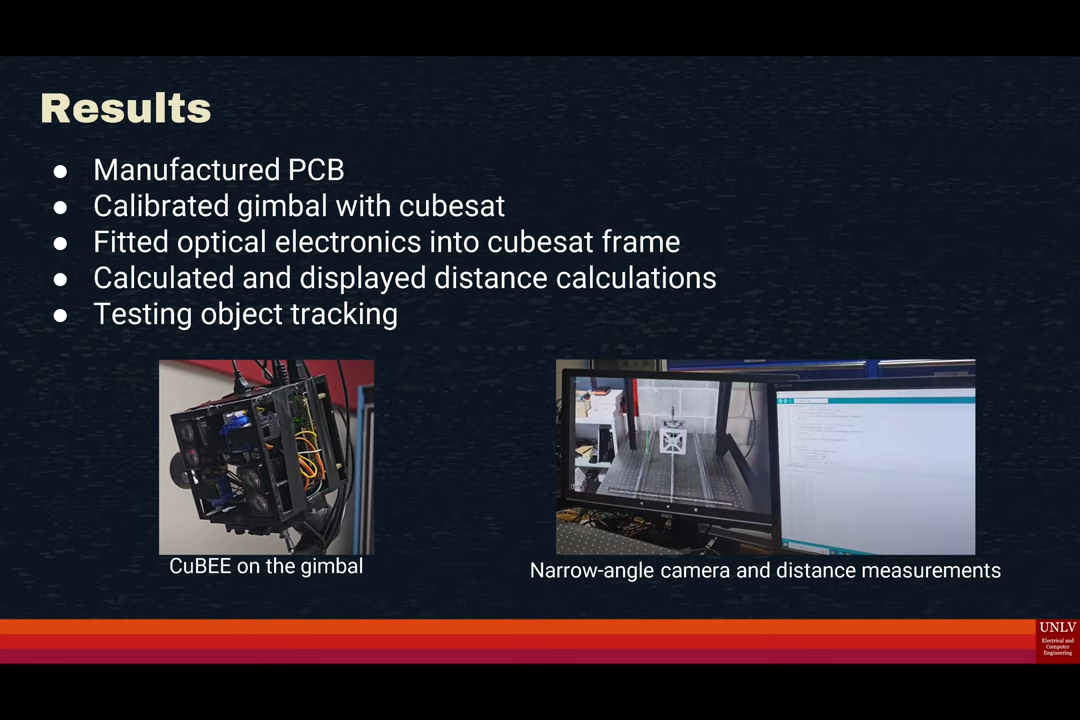 Results
● Manufactured PCB
● Calibrated gimbal with cubesat
● Fitted optical electronics into cubesat frame
● Calculated and displayed distance calculations
● Testing object tracking
CuBEE on the gimbal
Narrow-angle camera and distance measurements
UNLV
Electrical and
Computer
Engineering